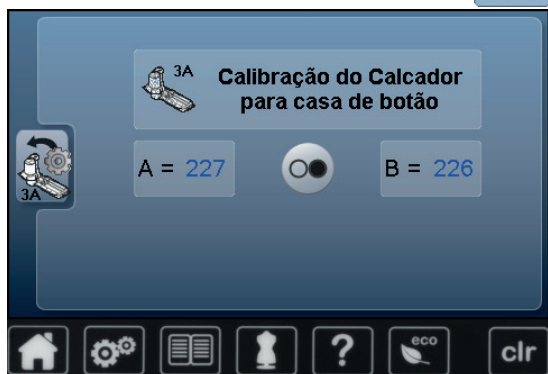 3A
Calibração do Calcador
para casa de botão
A = 227
B = 226
3A
?
eco
clr